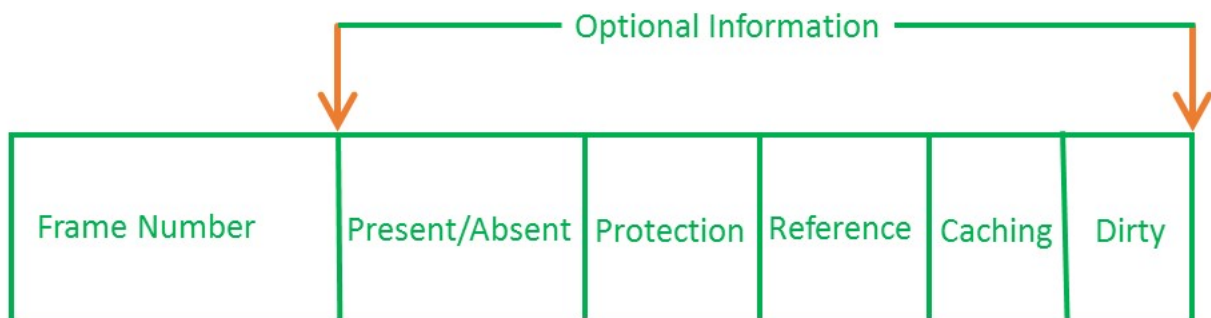 Optional Information
Frame Number Present/Absent Protection Reference Caching Dirty